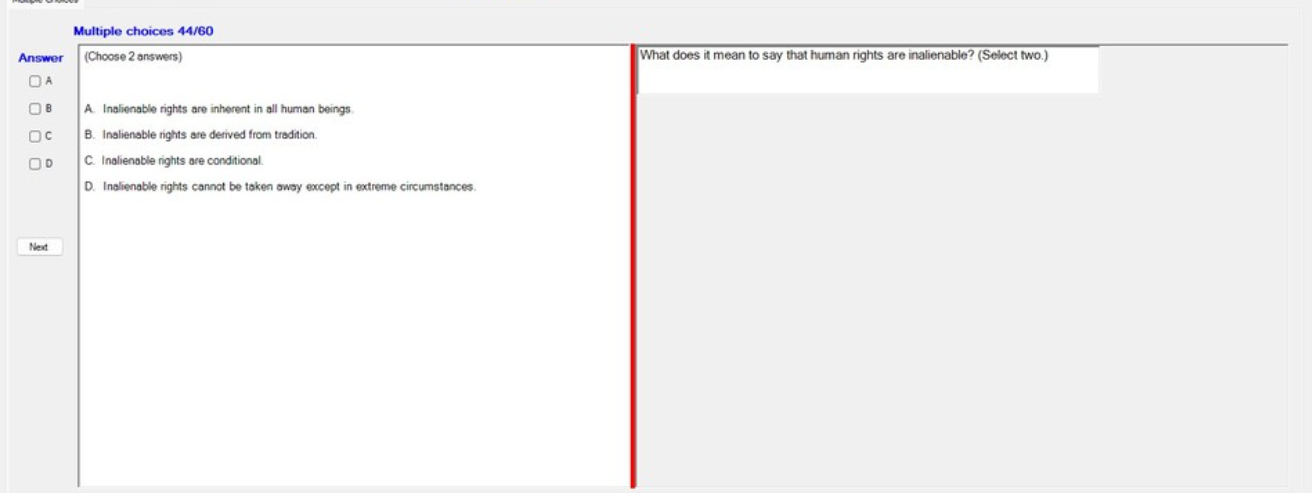 Multiple Choices
Multiple choices 44/60
Answer
A
B
C
D
Next
(Choose 2 answers)
A. Inalienable rights are inherent in all human beings.
B. Inalienable rights are derived from tradition.
C. Inalienable rights are conditional.
D. Inalienable rights cannot be taken away except in extreme circumstances.
What does it mean to say that human rights are inalienable? (Select two.)